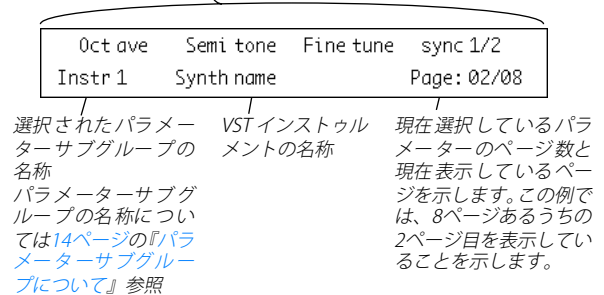 Octave Semitone Fine tune sync 1/2
Instr 1 Synth name Page: 02/08
選択されたパラメー
ターサブグループの
名称
パラメーターサブグ
ループの名称につい
ては14ページの『パラ
メーターサブグルー
プについて』参照
VSTインストゥル
メントの名称
現在選択しているパラ
メーターのページ数と
現在表示しているペー
ジを示します。この例で
は、8ページあるうちの
2ページ目を表示してい
ることを示します。